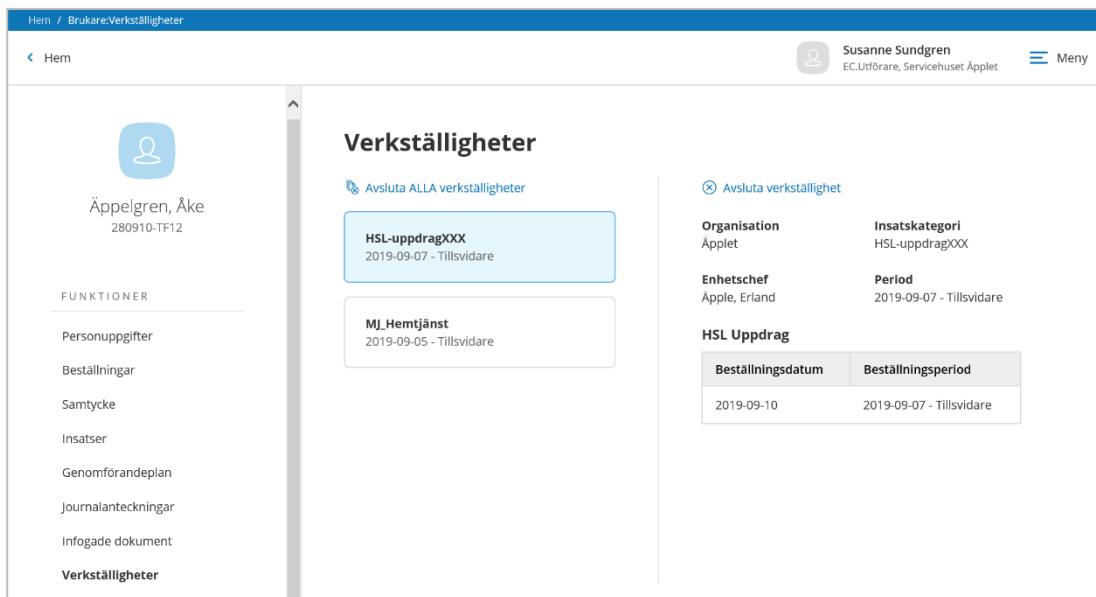 Hem / Brukare:Verkställigheter
Hem
Susanne Sundgren
EC.Utförare, Servicehuset Äpplet
Meny
Äppelgren, Åke
280910-TF12
FUNKTIONER
Personuppgifter
Beställningar
Samtycke
Insatser
Genomförandeplan
Journalanteckningar
Infogade dokument
Verkställigheter
Verkställigheter
Avsluta ALLA verkställigheter
HSL-uppdragXXX
2019-09-07 - Tillsvidare
MJ_Hemtjänst
2019-09-05 - Tillsvidare
Avsluta verkställighet
Organisation Insatskategori
Äpplet HSL-uppdragXXX
Enhetschef Period
Äpple, Erland 2019-09-07 - Tillsvidare
HSL Uppdrag
Beställningsdatum Beställningsperiod
2019-09-10 2019-09-07 - Tillsvidare